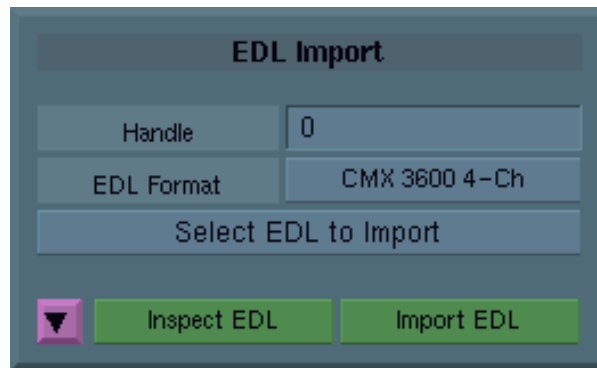 EDL Import
Handle 0
EDL Format CMX 3600 4-Ch
Select EDL to Import
Inspect EDL Import EDL